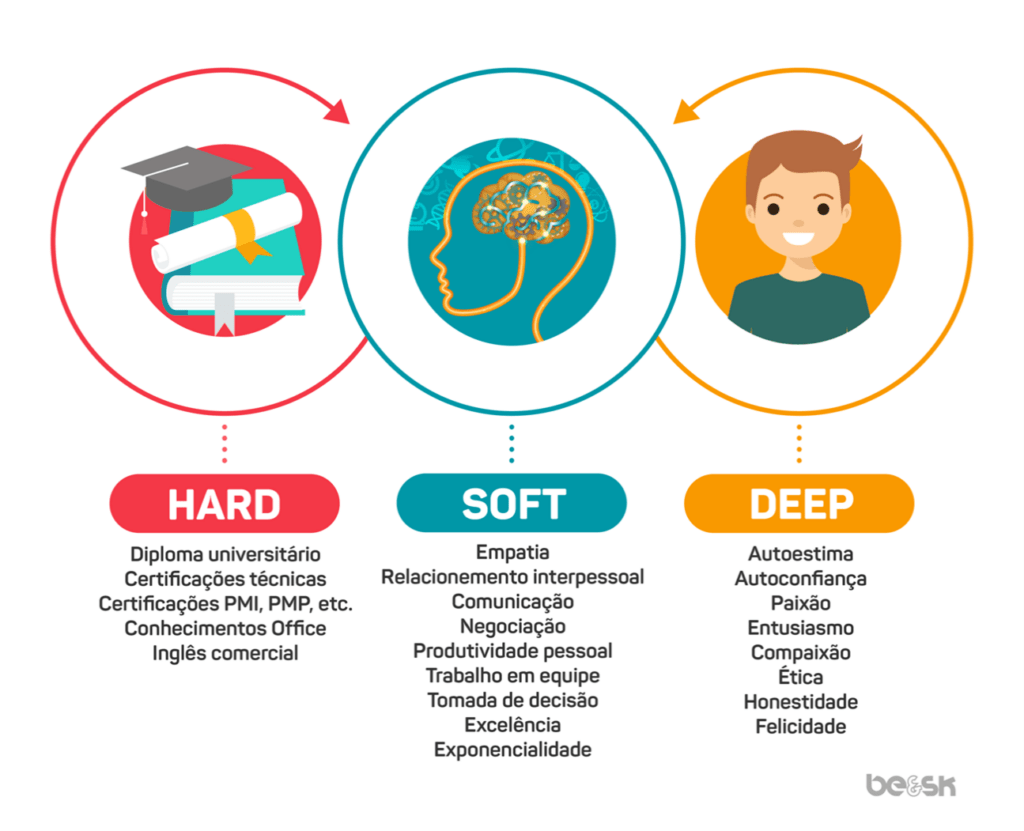 HARD
Diploma universitário
Certificações técnicas
Certificações PMI, PMP, etc.
Conhecimentos Office
Inglês comercial
SOFT
Empatia
Relacionemento interpessoal
Comunicação
Negociação
Produtividade pessoal
Trabalho em equipe
Tomada de decisão
Excelência
Exponencialidade
DEEP
Autoestima
Autoconfiança
Paixão
Entusiasmo
Compaixão
Ética
Honestidade
Felicidade
be&sk